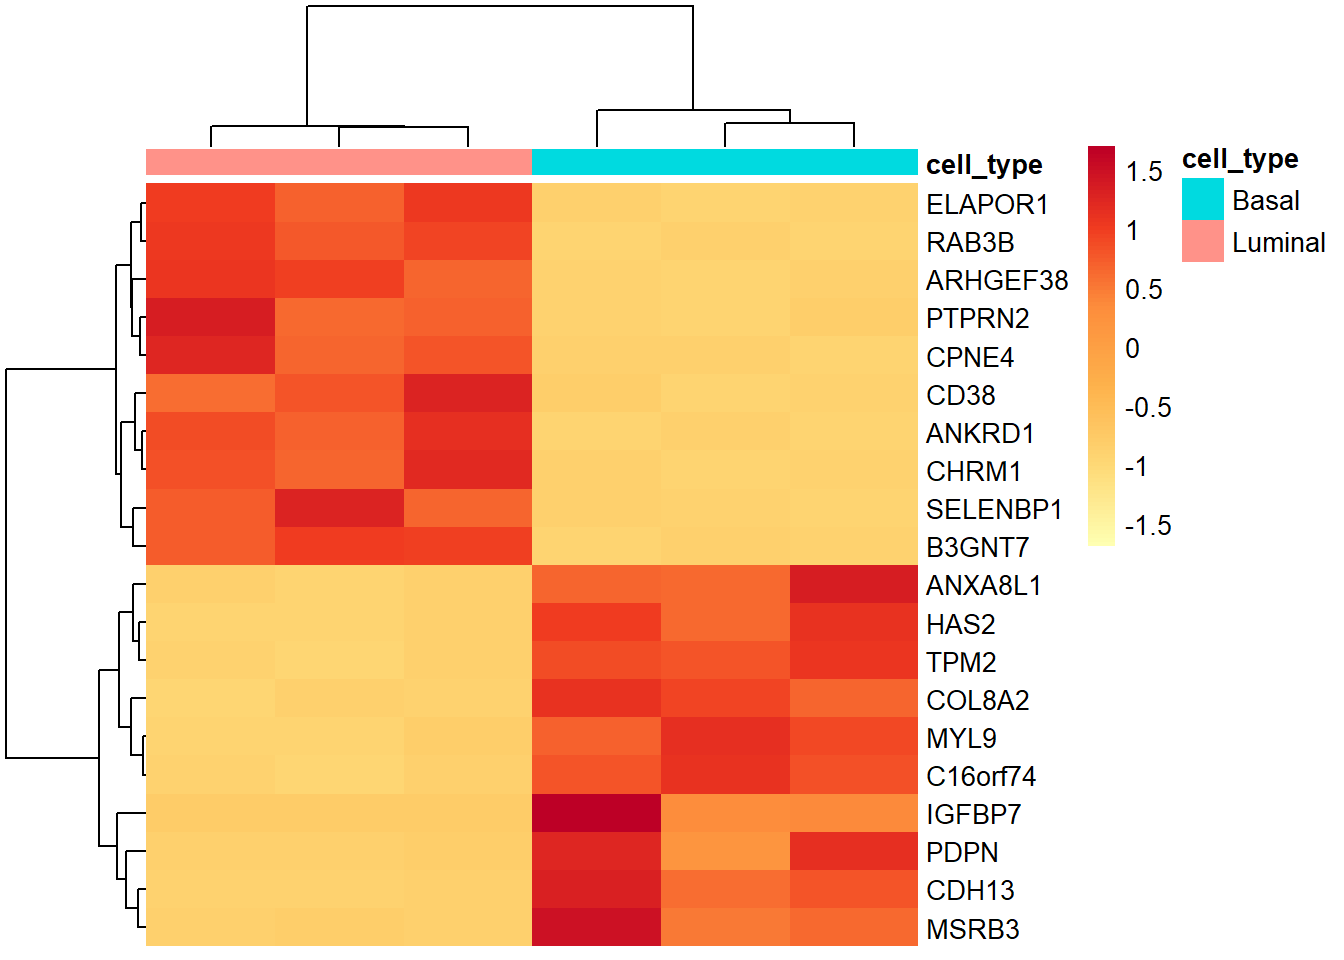 cell_type
ELAPOR1
RAB3B
ARHGEF38
PTPRN2
CPNE4
CD38
ANKRD1
CHRM1
SELENBP1
B3GNT7
ANXA8L1
HAS2
TPM2
COL8A2
MYL9
C16orf74
IGFBP7
PDPN
CDH13
MSRB3
1.5
1
0.5
0
-0.5
-1
-1.5
cell_type
Basal
Luminal